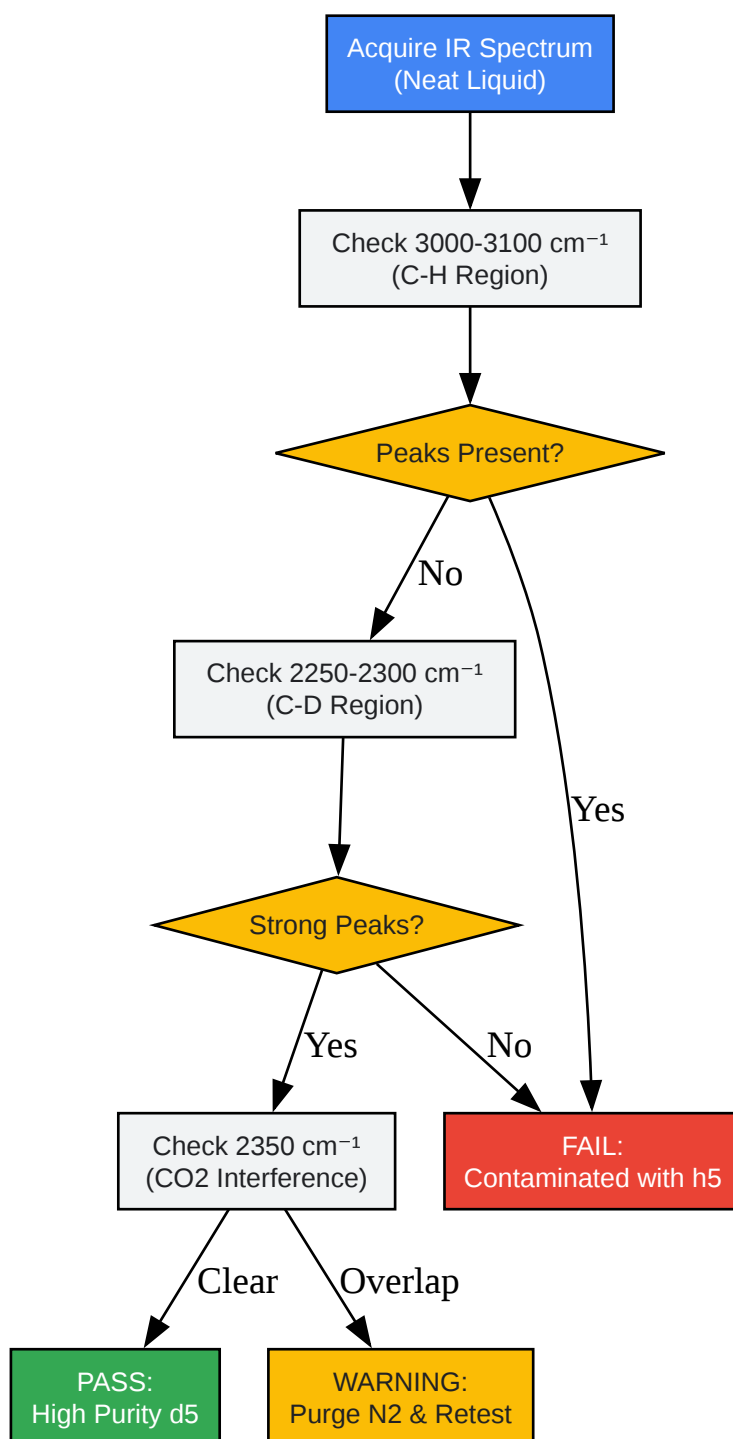 Acquire IR Spectrum
(Neat Liquid)
Check 3000-3100 cm⁻¹
(C-H Region)
Peaks Present?
No
Check 2250-2300 cm⁻¹
(C-D Region)
Yes
Strong Peaks?
Yes
No
Check 2350 cm⁻¹
(CO2 Interference)
FAIL:
Contaminated with h5
Clear
Overlap
PASS:
High Purity d5
WARNING:
Purge N2 & Retest